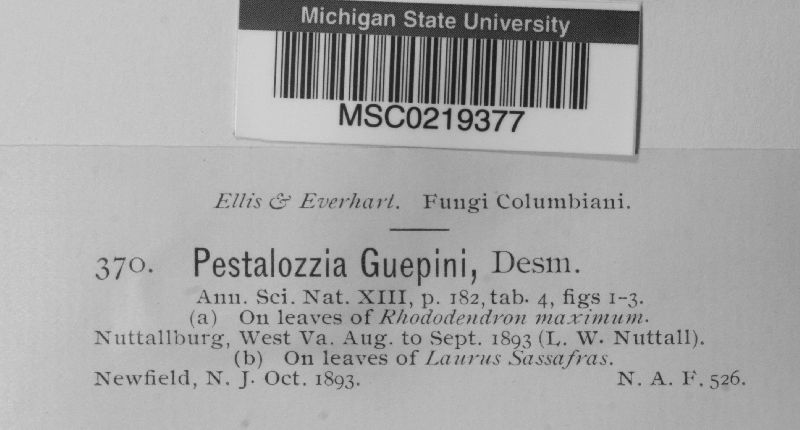 Michigan State University
MSC0219377
Ellis & Everhart. Fungi Columbiani.
370. Pestalozzia Guepini, Desm.
Ann. Sci. Nat. XIII, p. 182, tab. 4, figs 1-3.
(a) On leaves of Rhododendron maximum.
Nuttallburg, West Va. Aug. to Sept. 1893 (L. W. Nuttall).
(b) On leaves of Laurus Sassafras.
Newfield, N. J. Oct. 1893. N. A. F. 526.